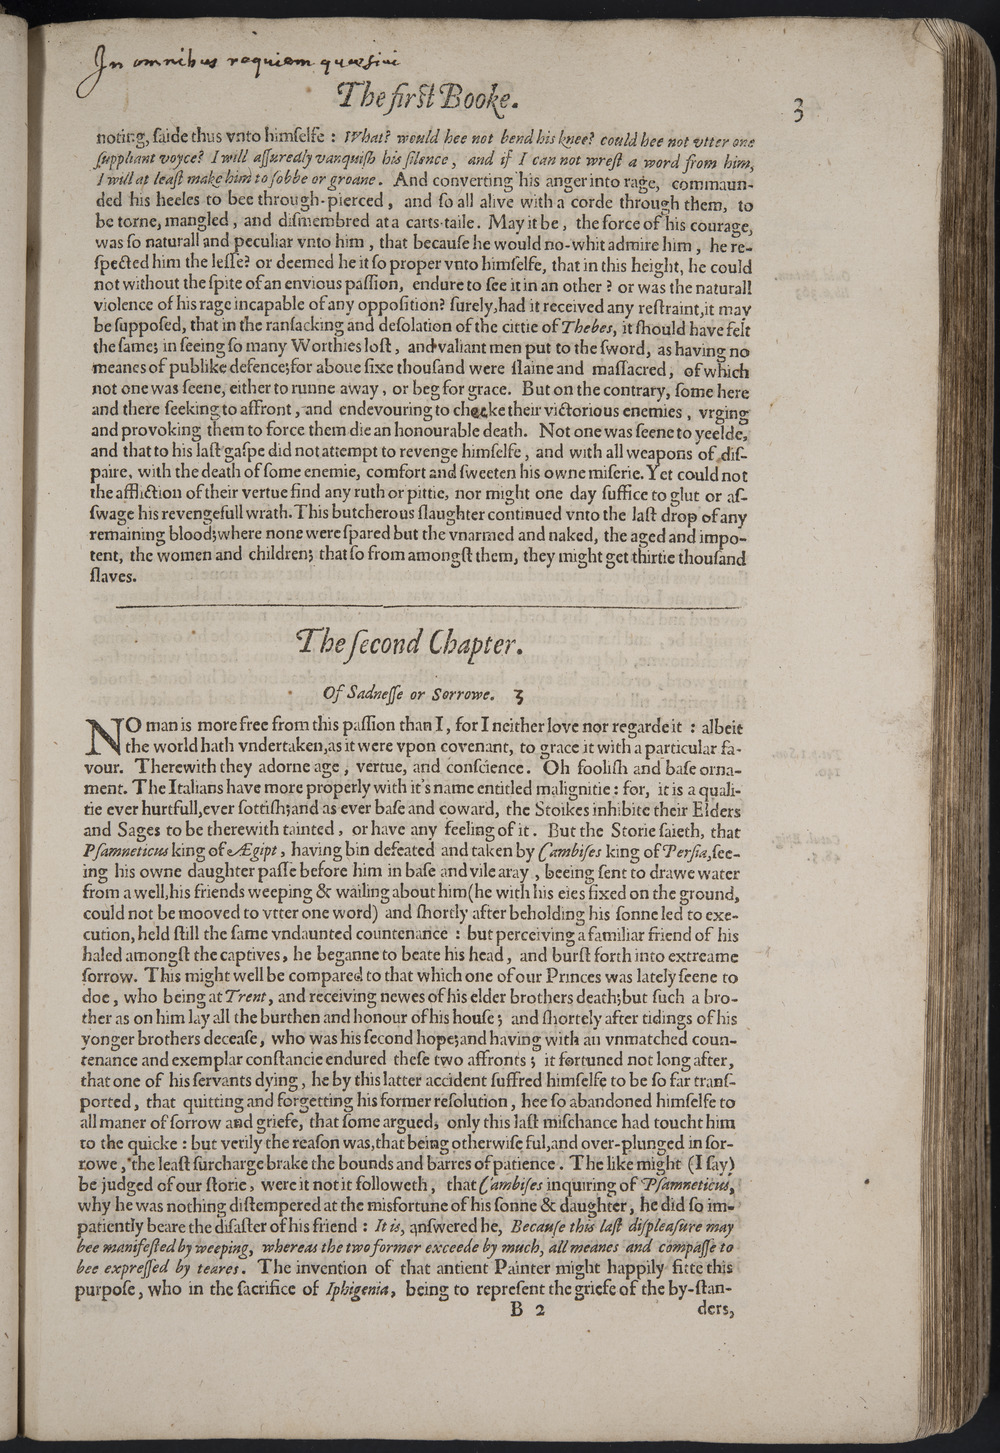 In omnibus requiem quæsivi
The first Booke. 3
noting, saide thus vnto himselfe : What? would hee not bend his knee? could hee not vtter one
suppliant voyce? I will assuredly vanquish his silence, and if I can not wrest a word from him,
I will at least make him to sobbe or groane. And converting his anger into rage, commaun-
ded his heeles to bee through-pierced, and so all alive with a corde through them, to
be torne, mangled, and dismembred at a carts-taile. May it be, the force of his courage,
was so naturall and peculiar vnto him, that because he would no-whit admire him, he re-
spected him the lesse? or deemed he it so proper vnto himselfe, that in this height, he could
not without the spite of an envious passion, endure to see it in an other? or was the naturall
violence of his rage incapable of any opposition? surely, had it received any restraint, it may
be supposed, that in the ransacking and desolation of the cittie of Thebes, it should have felt
the same; in seeing so many Worthies lost, and valiant men put to the sword, as having no
meanes of publike defence; for aboue sixe thousand were slaine and massacred, of which
not one was seene, either to runne away, or beg for grace. But on the contrary, some here
and there seeking to affront, and endevouring to checke their victorious enemies, vrging
and provoking them to force them die an honourable death. Not one was seene to yeelde,
and that to his last gaspe did not attempt to revenge himselfe, and with all weapons of dis-
paire, with the death of some enemie, comfort and sweeten his owne miserie. Yet could not
the affliction of their vertue find any ruth or pittie, nor might one day suffice to glut or as-
swage his revengefull wrath. This butcherous slaughter continued vnto the last drop of any
remaining blood; where none were spared but the vnarmed and naked, the aged and impo-
tent, the women and children; that so from amongst them, they might get thirtie thousand
slaves.
The second Chapter.
Of Sadnesse or Sorrowe. 3
NO man is more free from this passion than I, for I neither love nor regarde it : albeit
the world hath vndertaken, as it were vpon covenant, to grace it with a particular fa-
vour. Therewith they adorne age, vertue, and conscience. Oh foolish and base orna-
ment. The Italians have more properly with it's name entitled malignitie : for, it is a quali-
tie ever hurtfull, ever sottish; and as ever base and coward, the Stoikes inhibite their Elders
and Sages to be therewith tainted, or have any feeling of it. But the Storie saieth, that
Psamneticus king of Ægipt, having bin defeated and taken by Cambises king of Persia, see-
ing his owne daughter passe before him in base and vile aray, beeing sent to drawe water
from a well, his friends weeping & wailing about him (he with his eies fixed on the ground,
could not be mooved to vtter one word) and shortly after beholding his sonne led to exe-
cution, held still the same vndaunted countenance : but perceiving a familiar friend of his
haled amongst the captives, he beganne to beate his head, and burst forth into extreame
sorrow. This might well be compared to that which one of our Princes was lately seene to
doe, who being at Trent, and receiving newes of his elder brothers death; but such a bro-
ther as on him lay all the burthen and honour of his house; and shortely after tidings of his
yonger brothers decease, who was his second hope; and having with an vnmatched coun-
tenance and exemplar constancie endured these two affronts; it fortuned not long after,
that one of his servants dying, he by this latter accident suffred himselfe to be so far trans-
ported, that quitting and forgetting his former resolution, hee so abandoned himselfe to
all maner of sorrow and griefe, that some argued, only this last mischance had toucht him
to the quicke : but verily the reason was, that being otherwise ful, and over-plunged in sor-
rowe, the least surcharge brake the bounds and barres of patience. The like might (I say)
be judged of our storie, were it not it followeth, that Cambises inquiring of Psamneticus,
why he was nothing distempered at the misfortune of his sonne & daughter, he did so im-
patiently beare the disaster of his friend : It is, answered he, Because this last displeasure may
bee manifested by weeping, whereas the two former exceede by much, all meanes and compasse to
bee expressed by teares. The invention of that antient Painter might happily fitte this
purpose, who in the sacrifice of Iphigenia, being to represent the griefe of the by-stan-
B 2 ders,